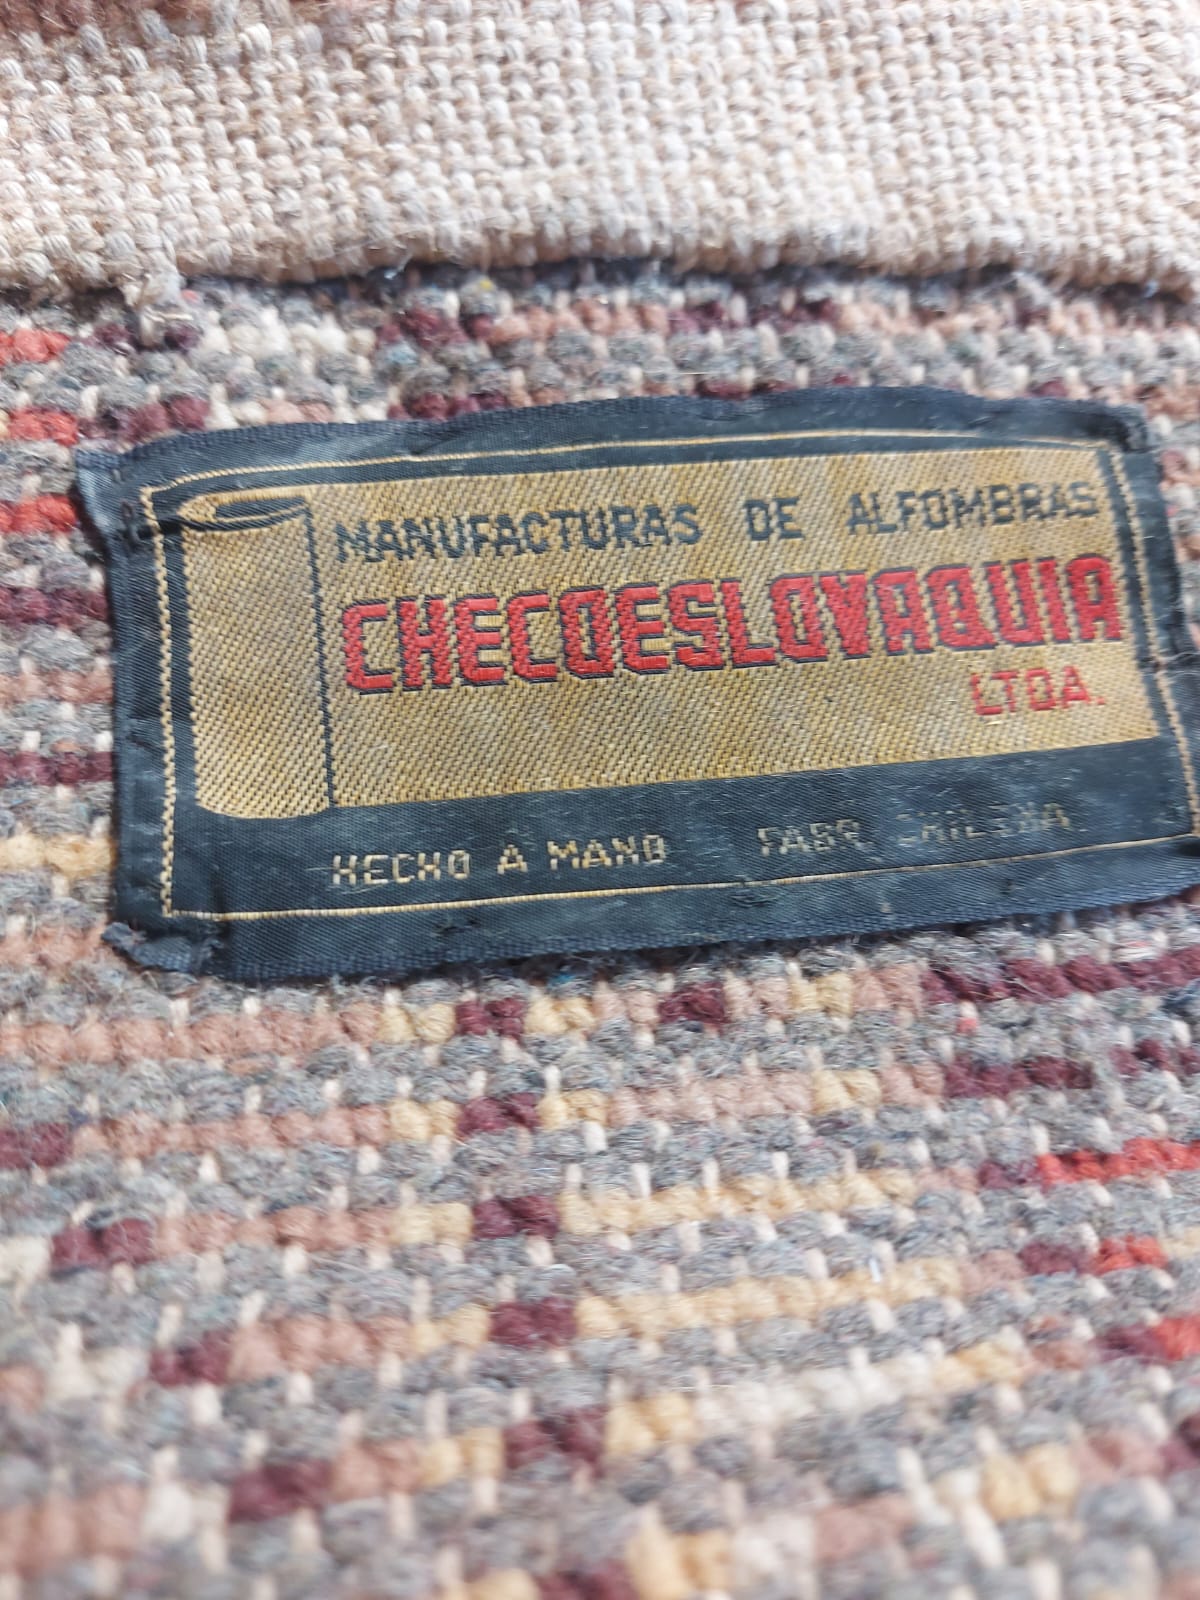 MANUFACTURAS DE ALFOMBRAS
CHECOESLOVAQUIA
LTDA.
HECHO A MANO FABR. CHILENA